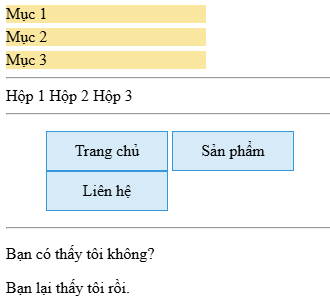 Mục 1
Mục 2
Mục 3
Hộp 1 Hộp 2 Hộp 3
Trang chủ Sản phẩm
Liên hệ
Bạn có thấy tôi không?
Bạn lại thấy tôi rồi.